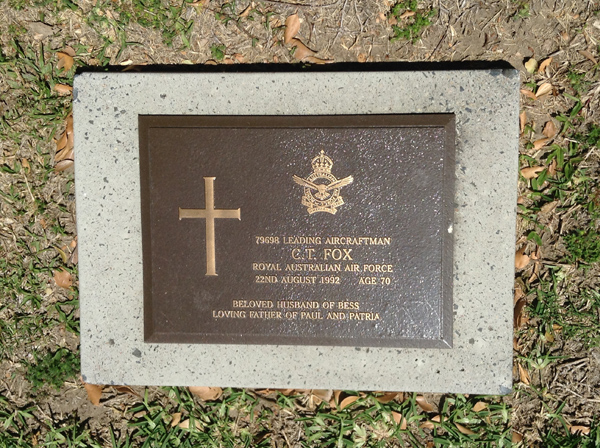 79698 LEADING AIRCRAFTMAN
C.T. FOX
ROYAL AUSTRALIAN AIR FORCE
22ND AUGUST 1992 AGE 70
BELOVED HUSBAND OF BESS
LOVING FATHER OF PAUL AND PATRIA